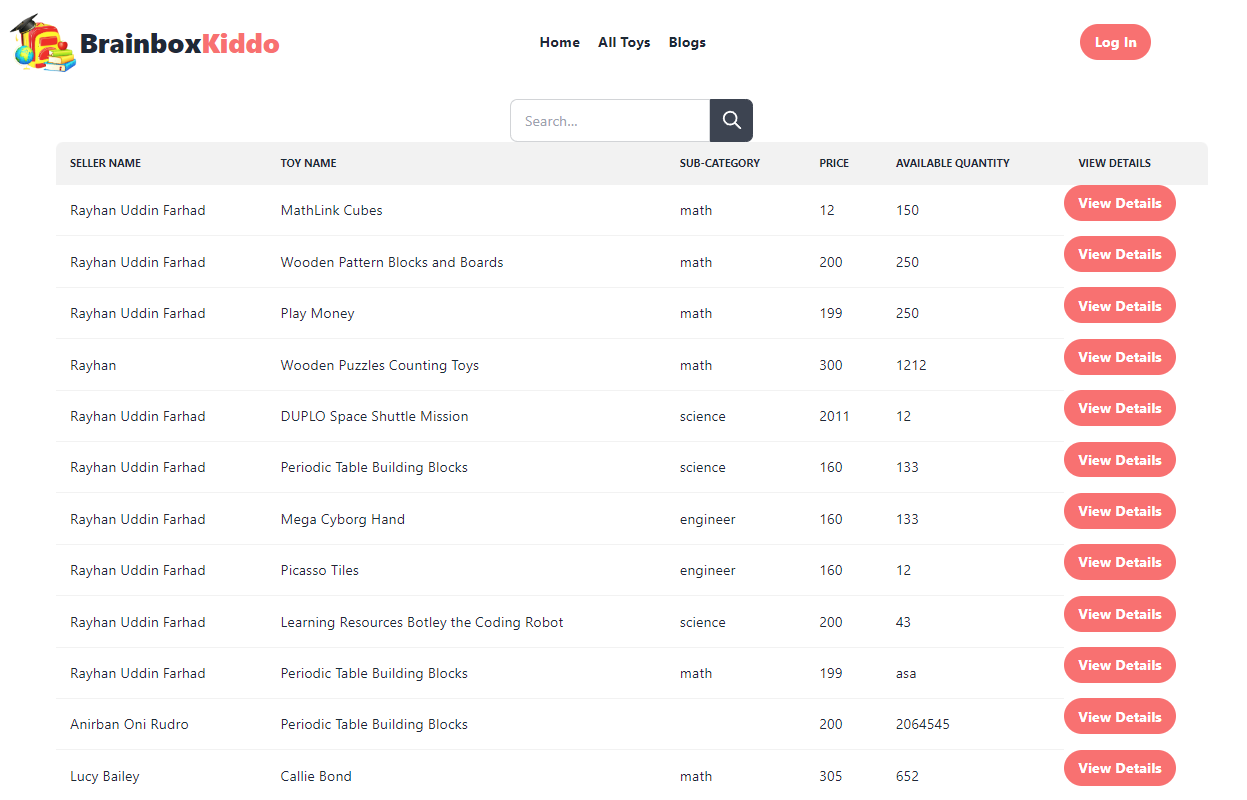 BrainboxKiddo Home All Toys Blogs Log In
Search...
SELLER NAME TOY NAME SUB-CATEGORY PRICE AVAILABLE QUANTITY VIEW DETAILS
Rayhan Uddin Farhad MathLink Cubes math 12 150 View Details
Rayhan Uddin Farhad Wooden Pattern Blocks and Boards math 200 250 View Details
Rayhan Uddin Farhad Play Money math 199 250 View Details
Rayhan Wooden Puzzles Counting Toys math 300 1212 View Details
Rayhan Uddin Farhad DUPLO Space Shuttle Mission science 2011 12 View Details
Rayhan Uddin Farhad Periodic Table Building Blocks science 160 133 View Details
Rayhan Uddin Farhad Mega Cyborg Hand engineer 160 133 View Details
Rayhan Uddin Farhad Picasso Tiles engineer 160 12 View Details
Rayhan Uddin Farhad Learning Resources Botley the Coding Robot science 200 43 View Details
Rayhan Uddin Farhad Periodic Table Building Blocks math 199 asa View Details
Anirban Oni Rudro Periodic Table Building Blocks 200 2064545 View Details
Lucy Bailey Callie Bond math 305 652 View Details